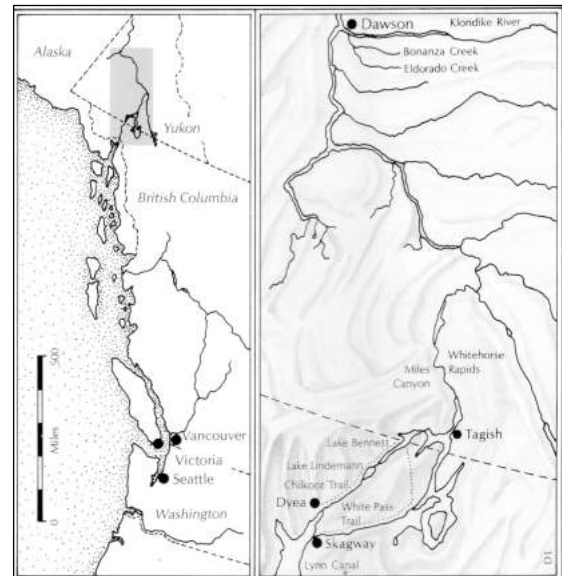 Alaska
Yukon
British Columbia
500
Miles
0
Vancouver
Victoria
Seattle
Washington
Dawson
Klondike River
Bonanza Creek
Eldorado Creek
Whitehorse
Rapids
Miles
Canyon
Tagish
Lake Bennett
Lake Lindemann
Chilkoot Trail
Dyea
White Pass
Trail
Skagway
Lynn Canal